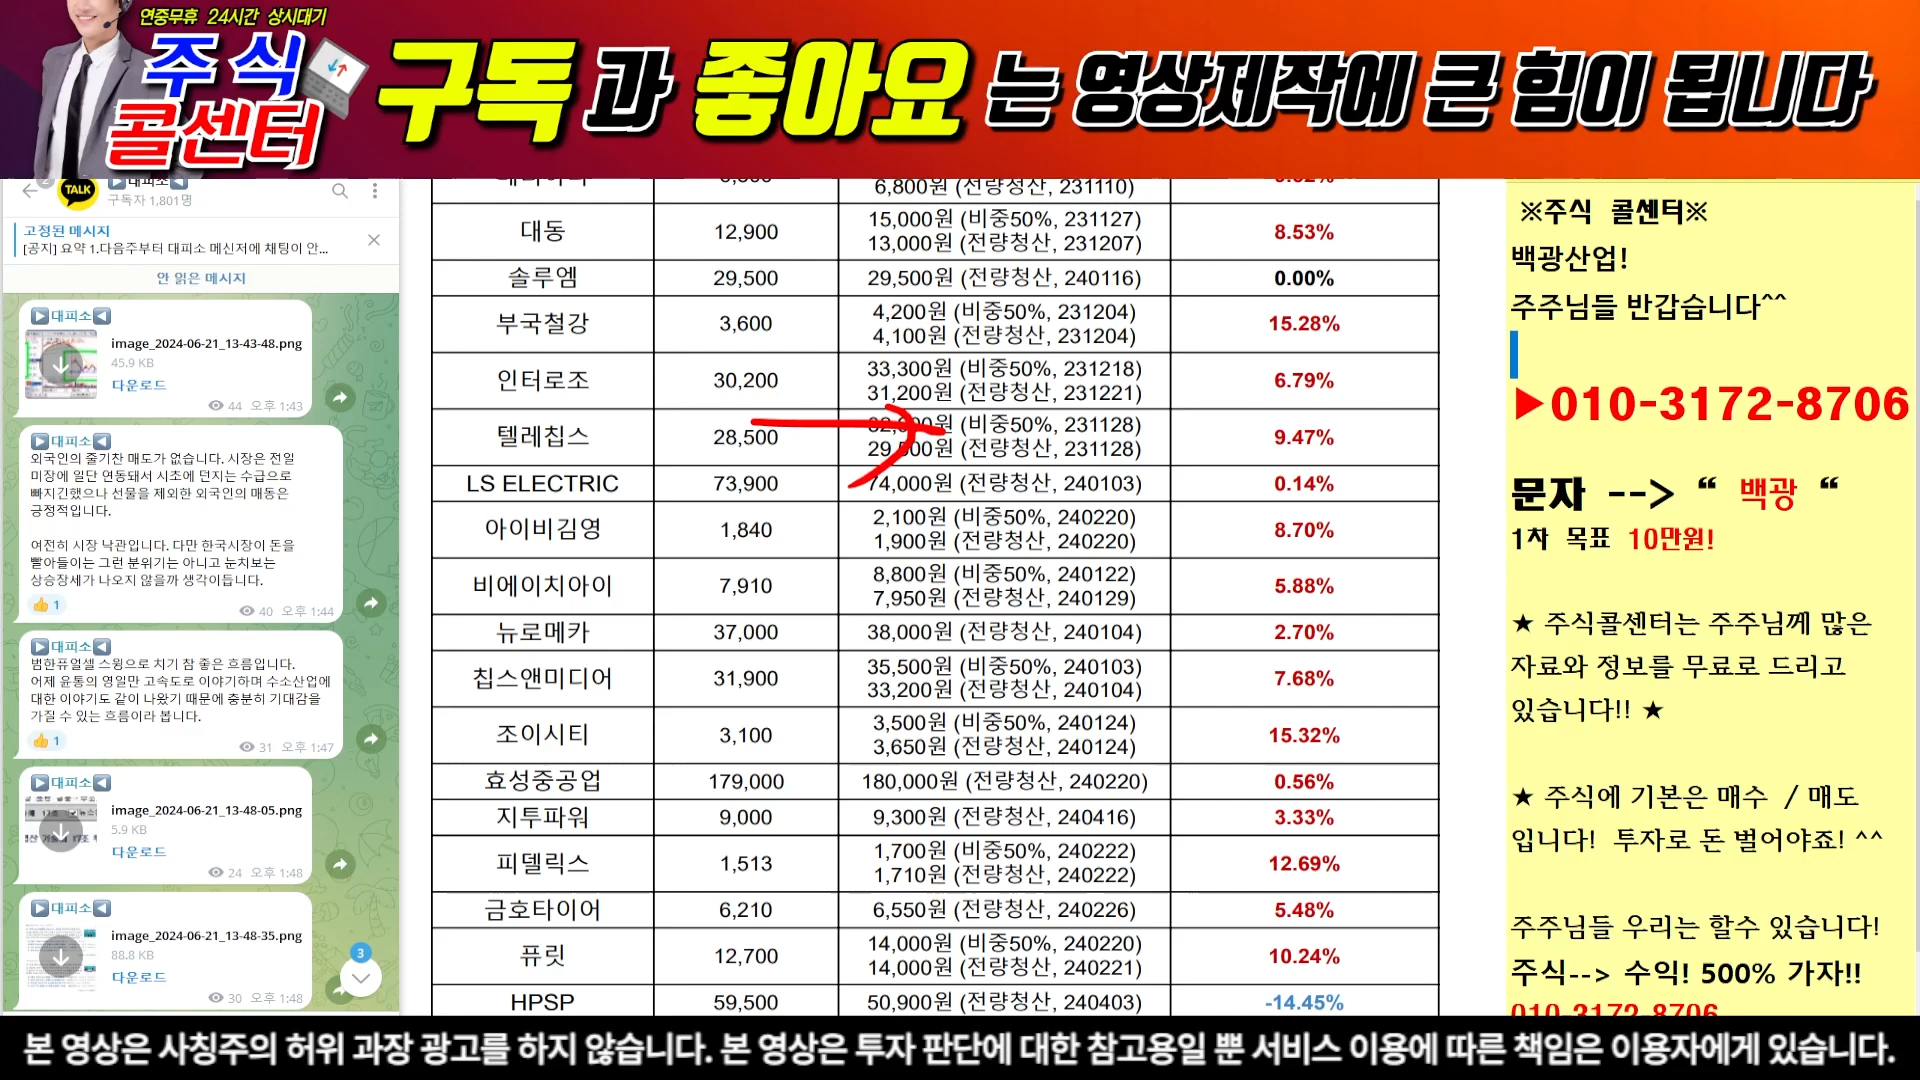 연중무휴 24시간 상시대기
주식
콜센터
구독과 좋아요는 영상제작에 큰 힘이 됩니다
2
TALK
▶대피소◀
구독자 1,801명
고정된 메시지
[공지] 요약 1.다음주부터 대피소 메신저에 채팅이 안...
안 읽은 메시지
▶대피소◀
image_2024-06-21_13-43-48.png
45.9 KB
다운로드
44 오후 1:43
▶대피소◀
외국인의 줄기찬 매도가 없습니다. 시장은 전일
미장에 일단 연동돼서 시초에 던지는 수급으로
빠지긴했으나 선물을 제외한 외국인의 매동은
긍정적입니다.
여전히 시장 낙관입니다. 다만 한국시장이 돈을
빨아들이는 그런 분위기는 아니고 눈치보는
상승장세가 나오지 않을까 생각이듭니다.
👍 1
40 오후 1:44
▶대피소◀
범한퓨얼셀 스윙으로 치기 참 좋은 흐름입니다.
어제 윤통의 영일만 고속도로 이야기하며 수소산업에
대한 이야기도 같이 나왔기 때문에 충분히 기대감을
가질 수 있는 흐름이라 봅니다.
👍 1
31 오후 1:47
▶대피소◀
image_2024-06-21_13-48-05.png
5.9 KB
다운로드
24 오후 1:48
▶대피소◀
image_2024-06-21_13-48-35.png
88.8 KB
다운로드
30 오후 1:48
3
6,800원 (전량청산, 231110)
대동 12,900 15,000원 (비중50%, 231127) 8.53%
13,000원 (전량청산, 231207)
솔루엠 29,500 29,500원 (전량청산, 240116) 0.00%
부국철강 3,600 4,200원 (비중50%, 231204) 15.28%
4,100원 (전량청산, 231204)
인터로조 30,200 33,300원 (비중50%, 231218) 6.79%
31,200원 (전량청산, 231221)
텔레칩스 28,500 (비중50%, 231128) 9.47%
(전량청산, 231128)
LS ELECTRIC 73,900 74,000원 (전량청산, 240103) 0.14%
아이비김영 1,840 2,100원 (비중50%, 240220) 8.70%
1,900원 (전량청산, 240220)
비에이치아이 7,910 8,800원 (비중50%, 240122) 5.88%
7,950원 (전량청산, 240129)
뉴로메카 37,000 38,000원 (전량청산, 240104) 2.70%
칩스앤미디어 31,900 35,500원 (비중50%, 240103) 7.68%
33,200원 (전량청산, 240104)
조이시티 3,100 3,500원 (비중50%, 240124) 15.32%
3,650원 (전량청산, 240124)
효성중공업 179,000 180,000원 (전량청산, 240220) 0.56%
지투파워 9,000 9,300원 (전량청산, 240416) 3.33%
피델릭스 1,513 1,700원 (비중50%, 240222) 12.69%
1,710원 (전량청산, 240222)
금호타이어 6,210 6,550원 (전량청산, 240226) 5.48%
퓨릿 12,700 14,000원 (비중50%, 240220) 10.24%
14,000원 (전량청산, 240221)
HPSP 59,500 50,900원 (전량청산, 240403) -14.45%
※주식 콜센터※
백광산업!
주주님들 반갑습니다^^
▶010-3172-8706
문자 --> “ 백광 “
1차 목표 10만원!
★ 주식콜센터는 주주님께 많은
자료와 정보를 무료로 드리고
있습니다!! ★
★ 주식에 기본은 매수 / 매도
입니다! 투자로 돈 벌어야죠! ^^
주주님들 우리는 할수 있습니다!
주식--> 수익! 500% 가자!!
010-3172-8706
본 영상은 사칭주의 허위 과장 광고를 하지 않습니다. 본 영상은 투자 판단에 대한 참고용일 뿐 서비스 이용에 따른 책임은 이용자에게 있습니다.